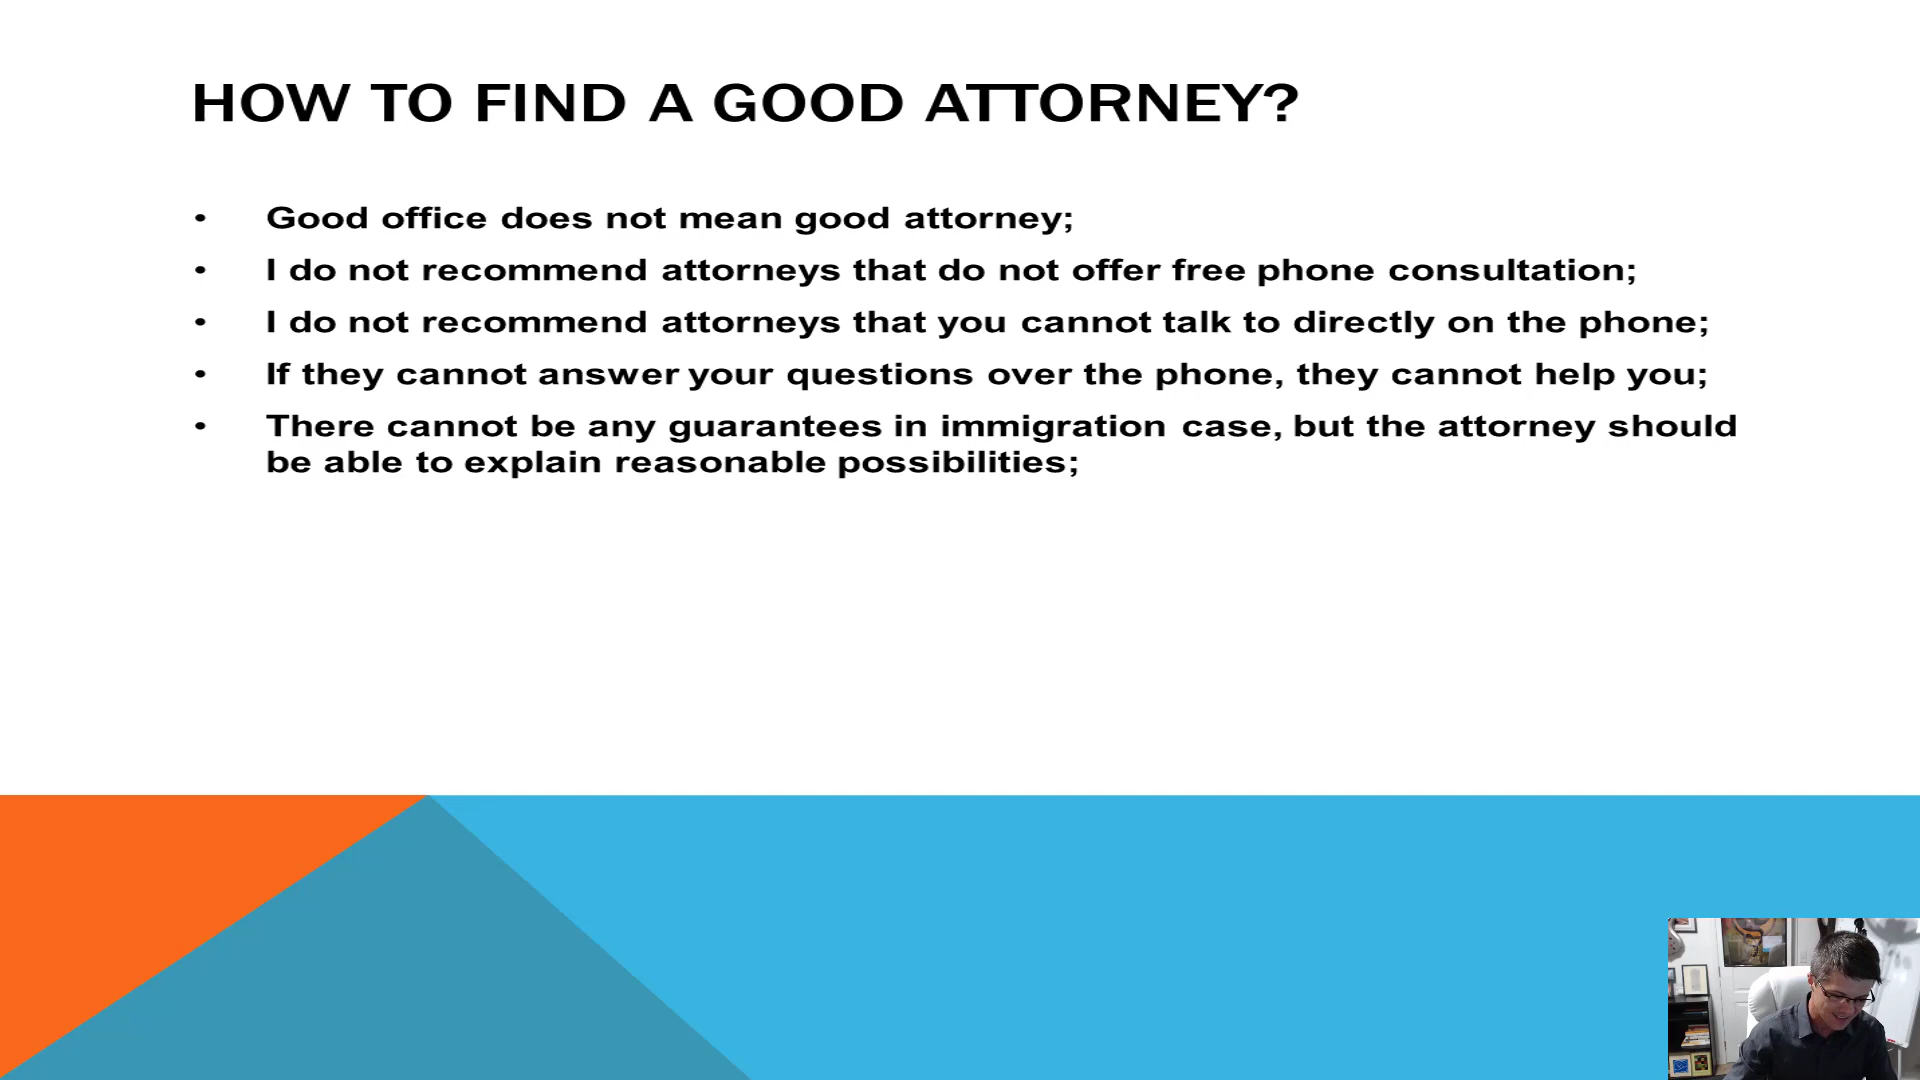 HOW TO FIND A GOOD ATTORNEY?
• Good office does not mean good attorney;
• I do not recommend attorneys that do not offer free phone consultation;
• I do not recommend attorneys that you cannot talk to directly on the phone;
• If they cannot answer your questions over the phone, they cannot help you;
• There cannot be any guarantees in immigration case, but the attorney should
be able to explain reasonable possibilities;